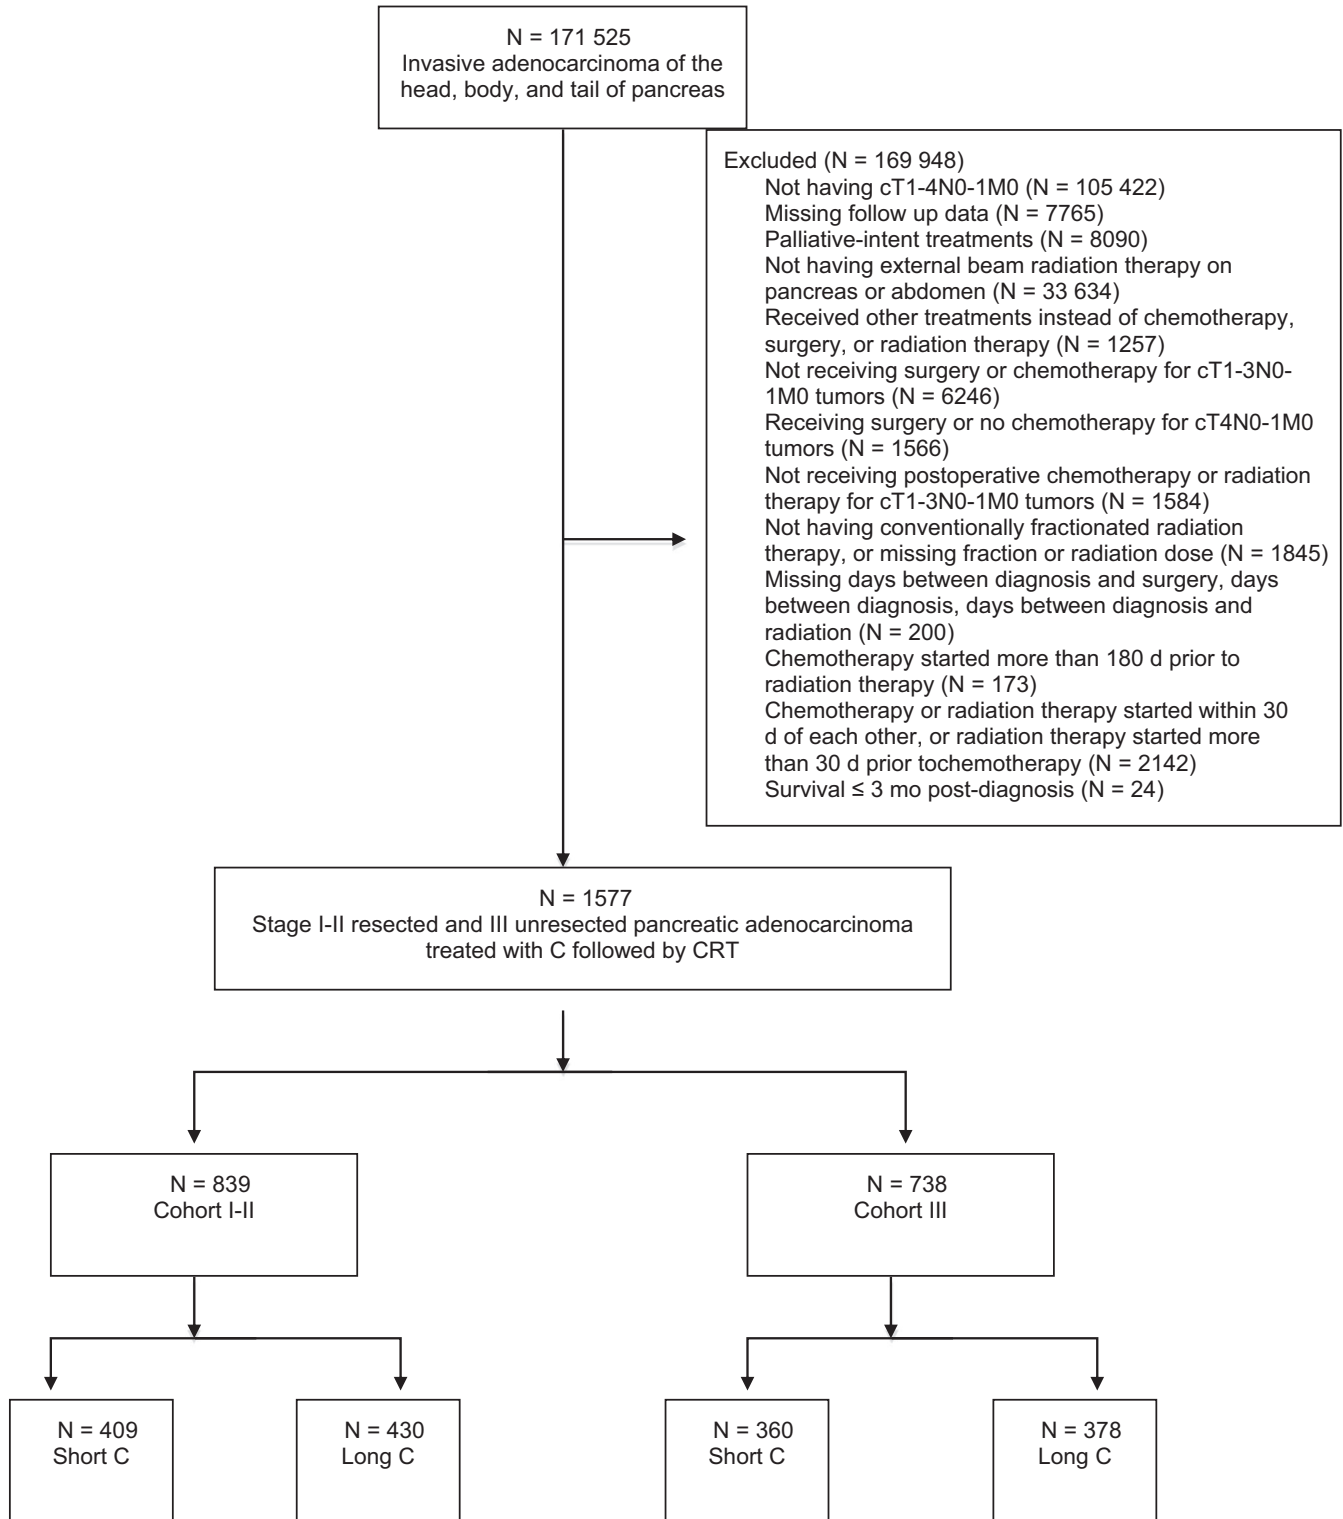 N = 171 525
Invasive adenocarcinoma of the
head, body, and tail of pancreas
Excluded (N = 169 948)
Not having cT1-4N0-1M0 (N = 105 422)
Missing follow up data (N = 7765)
Palliative-intent treatments (N = 8090)
Not having external beam radiation therapy on
pancreas or abdomen (N = 33 634)
Received other treatments instead of chemotherapy,
surgery, or radiation therapy (N = 1257)
Not receiving surgery or chemotherapy for cT1-3N0-
1M0 tumors (N = 6246)
Receiving surgery or no chemotherapy for cT4N0-1M0
tumors (N = 1566)
Not receiving postoperative chemotherapy or radiation
therapy for cT1-3N0-1M0 tumors (N = 1584)
Not having conventionally fractionated radiation
therapy, or missing fraction or radiation dose (N = 1845)
Missing days between diagnosis and surgery, days
between diagnosis, days between diagnosis and
radiation (N = 200)
Chemotherapy started more than 180 d prior to
radiation therapy (N = 173)
Chemotherapy or radiation therapy started within 30
d of each other, or radiation therapy started more
than 30 d prior tochemotherapy (N = 2142)
Survival ≤ 3 mo post-diagnosis (N = 24)
N = 1577
Stage I-II resected and III unresected pancreatic adenocarcinoma
treated with C followed by CRT
N = 839
Cohort I-II
N = 738
Cohort III
N = 409
Short C
N = 430
Long C
N = 360
Short C
N = 378
Long C